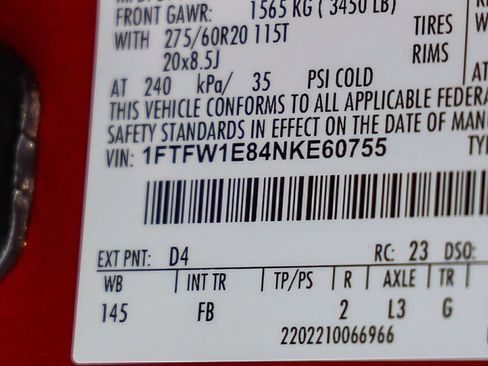 FRONT GAWR: 1565 KG ( 3450 LB)
WITH 275/60R20 115T TIRES
20x8.5J RIMS
AT 240 kPa/ 35 PSI COLD AT
THIS VEHICLE CONFORMS TO ALL APPLICABLE FEDERA
SAFETY STANDARDS IN EFFECT ON THE DATE OF MAN
VIN: 1FTFW1E84NKE60755 TY
EXT PNT: D4 RC: 23 DSO:
WB INT TR TP/PS R AXLE TR
145 FB 2 L3 G
2202210066966